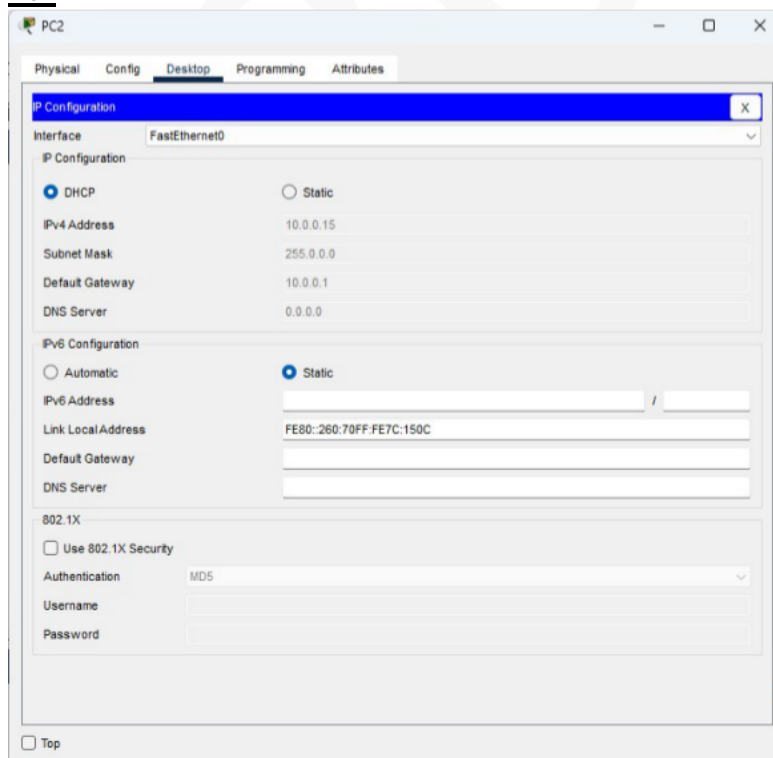 PC2
Physical Config Desktop Programming Attributes
IP Configuration X
Interface FastEthernet0
IP Configuration
DHCP Static
IPv4 Address 10.0.0.15
Subnet Mask 255.0.0.0
Default Gateway 10.0.0.1
DNS Server 0.0.0.0
IPv6 Configuration
Automatic Static
IPv6 Address /
Link Local Address FE80::260:70FF:FE7C:150C
Default Gateway
DNS Server
802.1X
Use 802.1X Security
Authentication MD5
Username
Password
Top